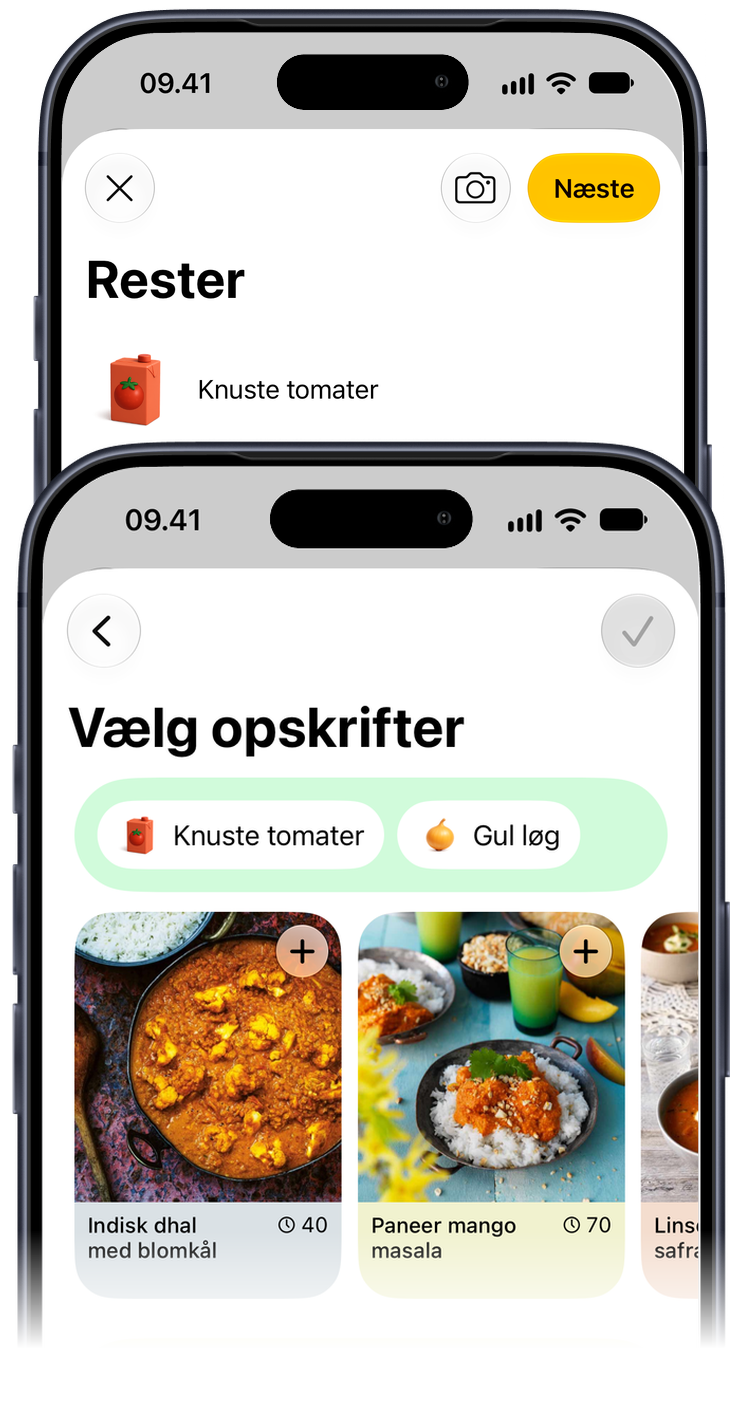 09.41
Næste
Rester
Knuste tomater
09.41
Vælg opskrifter
Knuste tomater
Gul løg
Indisk dhal
40
med blomkål
Paneer mango
70
masala